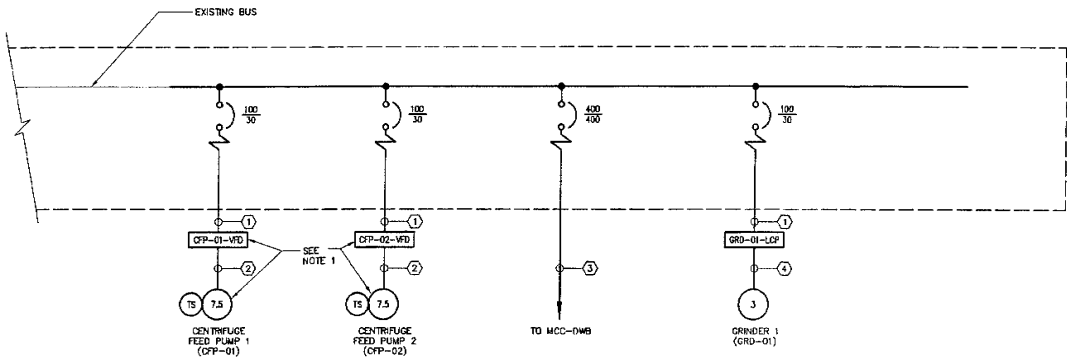 EXISTING BUS
100
30
100
30
400
400
100
30
1
1
1
CFP-01-VFD
CFP-02-VFD
GRD-01-LCP
SEE
NOTE 1
2
2
3
4
TS
7.5
TS
7.5
3
CENTRIFUGE
FEED PUMP 1
(CFP-01)
CENTRIFUGE
FEED PUMP 2
(CFP-02)
TO MCC-DWB
GRINDER 1
(GRD-01)